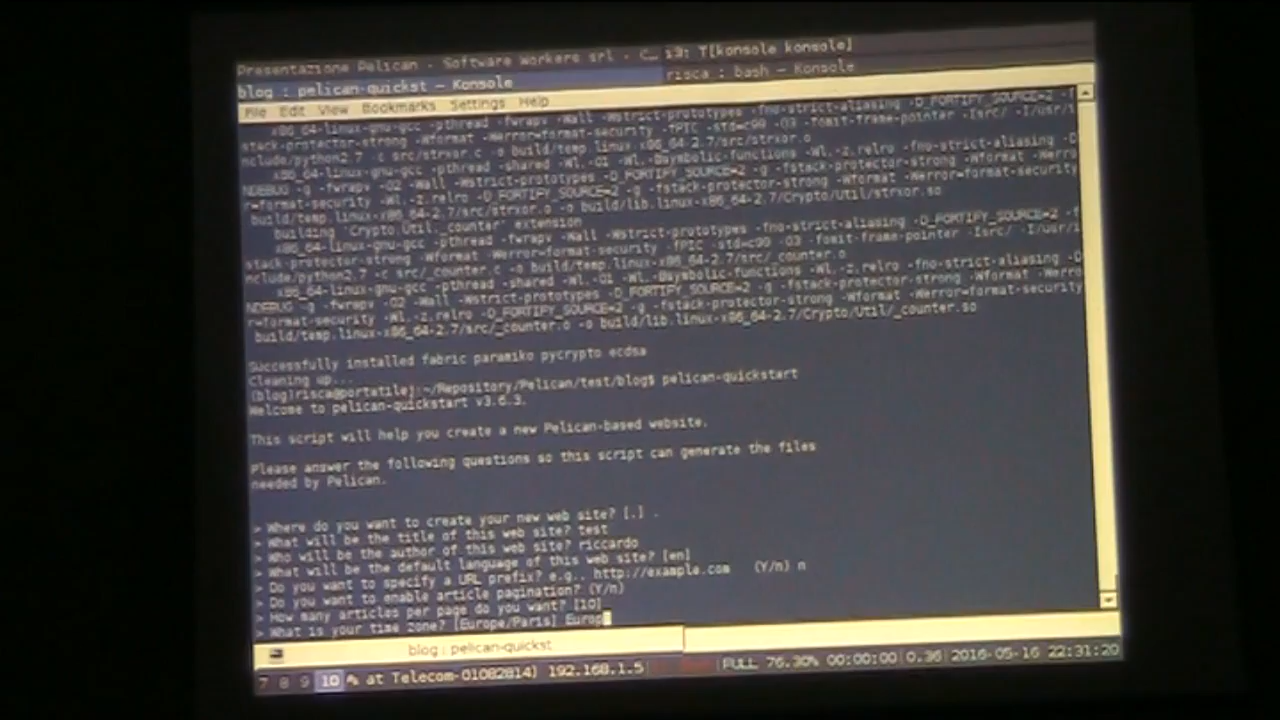 Presentazione Pelican - Software Workers srl - C… s9: T[konsole konsole]
blog : pelican-quickst — Konsole risca : bash — Konsole
File Edit View Bookmarks Settings Help
x86_64-linux-gnu-gcc -pthread -fwrapv -Wall -Wstrict-prototypes -fno-strict-aliasing -D_FORTIFY_SOURCE=2 -
stack-protector-strong -Wformat -Werror=format-security -fPIC -std=c99 -O3 -fomit-frame-pointer -Isrc/ -I/usr/i
nclude/python2.7 -c src/strxor.c -o build/temp.linux-x86_64-2.7/src/strxor.o
x86_64-linux-gnu-gcc -pthread -shared -Wl,-O1 -Wl,-Bsymbolic-functions -Wl,-z,relro -fno-strict-aliasing -D
NDEBUG -g -fwrapv -O2 -Wall -Wstrict-prototypes -D_FORTIFY_SOURCE=2 -g -fstack-protector-strong -Wformat -Werro
r=format-security -Wl,-z,relro -D_FORTIFY_SOURCE=2 -g -fstack-protector-strong -Wformat -Werror=format-security
build/temp.linux-x86_64-2.7/src/strxor.o -o build/lib.linux-x86_64-2.7/Crypto/Util/strxor.so
building 'Crypto.Util._counter' extension
x86_64-linux-gnu-gcc -pthread -fwrapv -Wall -Wstrict-prototypes -fno-strict-aliasing -D_FORTIFY_SOURCE=2 -f
stack-protector-strong -Wformat -Werror=format-security -fPIC -std=c99 -O3 -fomit-frame-pointer -Isrc/ -I/usr/i
nclude/python2.7 -c src/_counter.c -o build/temp.linux-x86_64-2.7/src/_counter.o
x86_64-linux-gnu-gcc -pthread -shared -Wl,-O1 -Wl,-Bsymbolic-functions -Wl,-z,relro -fno-strict-aliasing -D
NDEBUG -g -fwrapv -O2 -Wall -Wstrict-prototypes -D_FORTIFY_SOURCE=2 -g -fstack-protector-strong -Wformat -Werro
r=format-security -Wl,-z,relro -D_FORTIFY_SOURCE=2 -g -fstack-protector-strong -Wformat -Werror=format-security
build/temp.linux-x86_64-2.7/src/_counter.o -o build/lib.linux-x86_64-2.7/Crypto/Util/_counter.so
Successfully installed fabric paramiko pycrypto ecdsa
Cleaning up...
(blog)risca@portatilej:~/Repository/Pelican/test/blog$ pelican-quickstart
Welcome to pelican-quickstart v3.6.3.
This script will help you create a new Pelican-based website.
Please answer the following questions so this script can generate the files
needed by Pelican.
> Where do you want to create your new web site? [.] .
> What will be the title of this web site? test
> Who will be the author of this web site? riccardo
> What will be the default language of this web site? [en]
> Do you want to specify a URL prefix? e.g., http://example.com (Y/n) n
> Do you want to enable article pagination? (Y/n)
> How many articles per page do you want? [10]
> What is your time zone? [Europe/Paris] Europ
blog : pelican-quickst
7 8 9 10 % at Telecom-01082814) 192.168.1.5 FULL 76.30% 00:00:00 0.36 2016-05-16 22:31:20